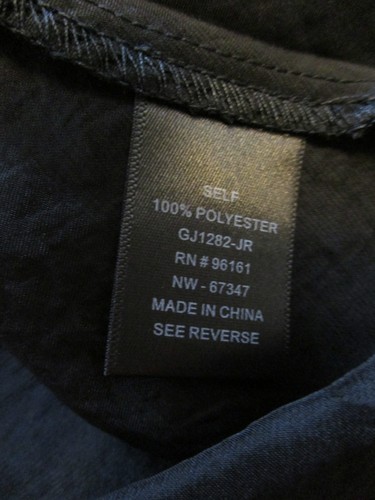 SELF
100% POLYESTER
GJ1282-JR
RN # 96161
NW - 67347
MADE IN CHINA
SEE REVERSE